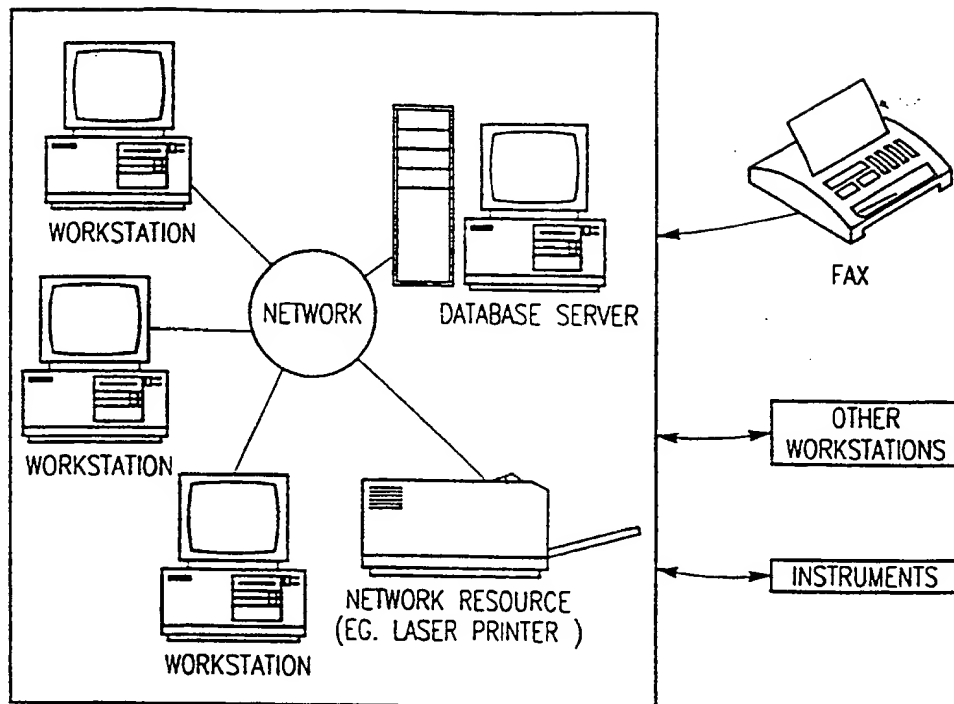 WORKSTATION
NETWORK
DATABASE SERVER
FAX
WORKSTATION
OTHER
WORKSTATIONS
NETWORK RESOURCE
(EG. LASER PRINTER )
INSTRUMENTS
WORKSTATION